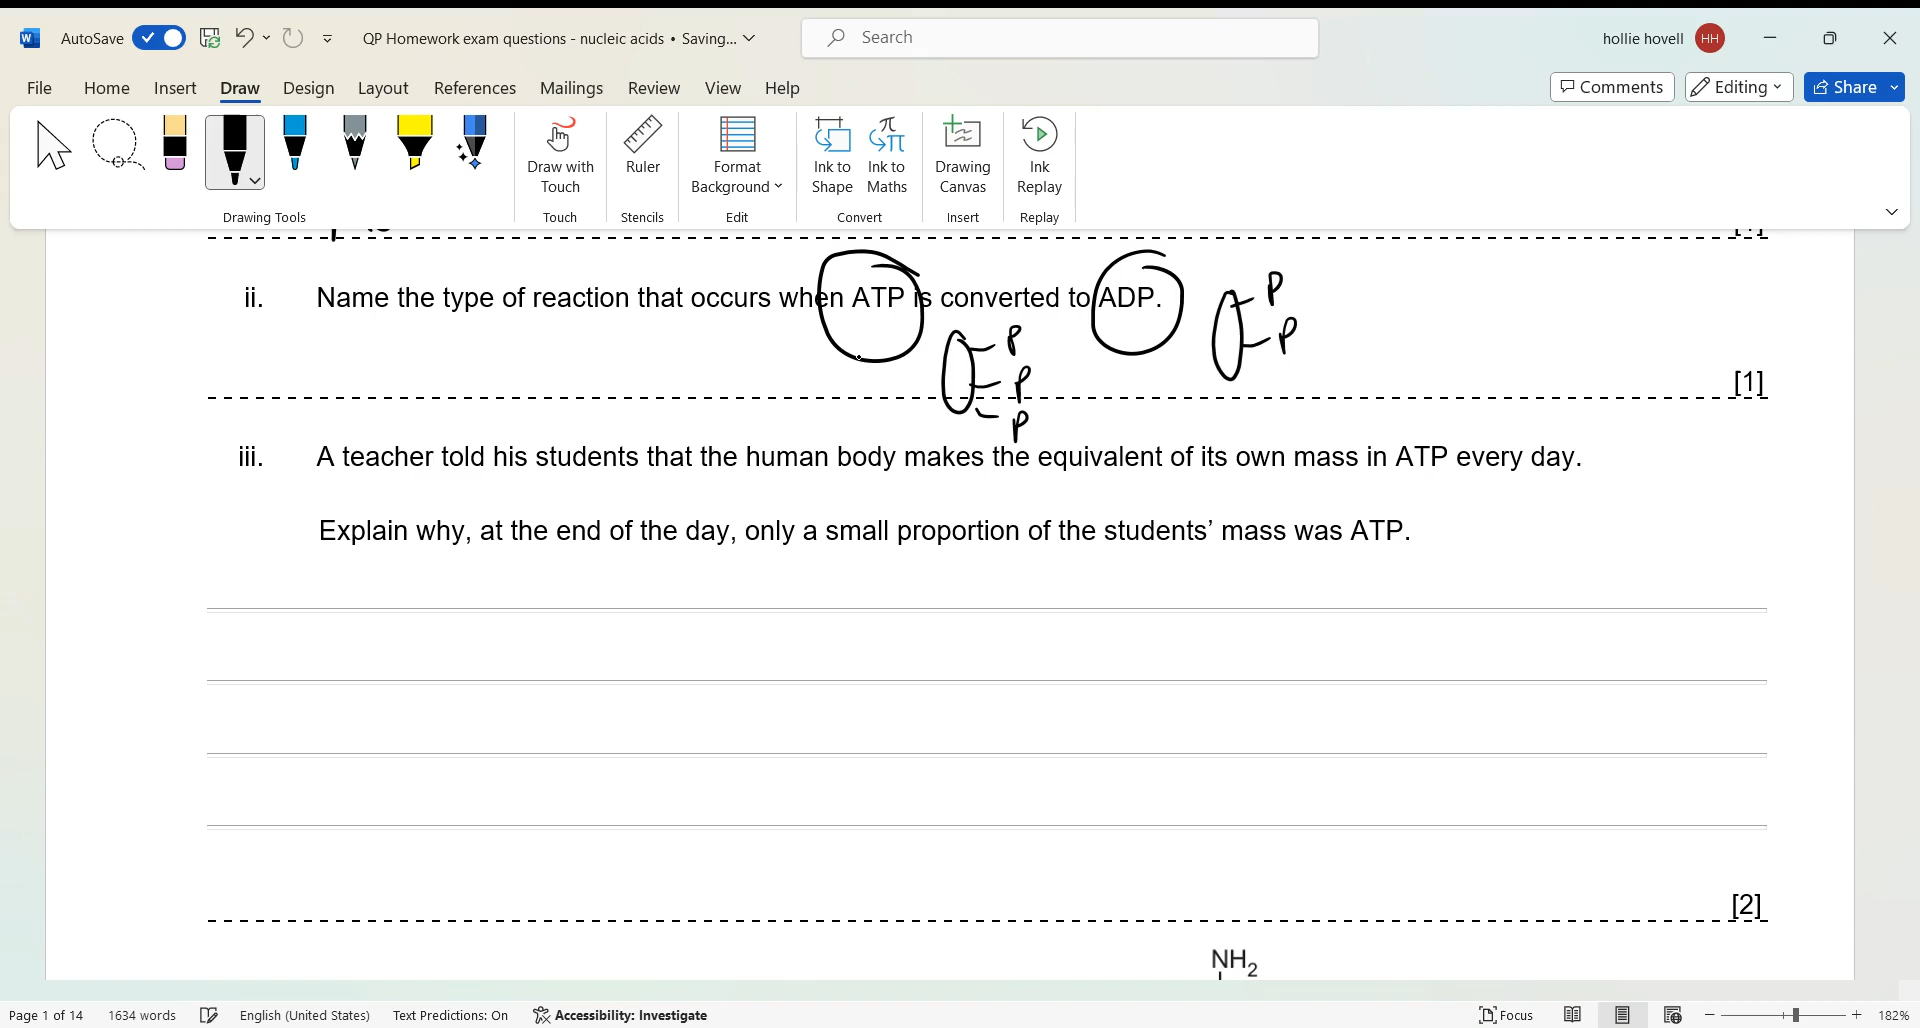 AutoSave QP Homework exam questions - nucleic acids • Saving... Search hollie hovell HH
File Home Insert Draw Design Layout References Mailings Review View Help Comments Editing Share
Draw with Touch Ruler Format Background Ink to Shape Ink to Maths Drawing Canvas Ink Replay
Drawing Tools Touch Stencils Edit Convert Insert Replay
ii. Name the type of reaction that occurs when ATP is converted to ADP.
P
P
P
P
P
[1]
iii. A teacher told his students that the human body makes the equivalent of its own mass in ATP every day.
Explain why, at the end of the day, only a small proportion of the students’ mass was ATP.
[2]
NH2
Page 1 of 14 1634 words English (United States) Text Predictions: On Accessibility: Investigate Focus 182%